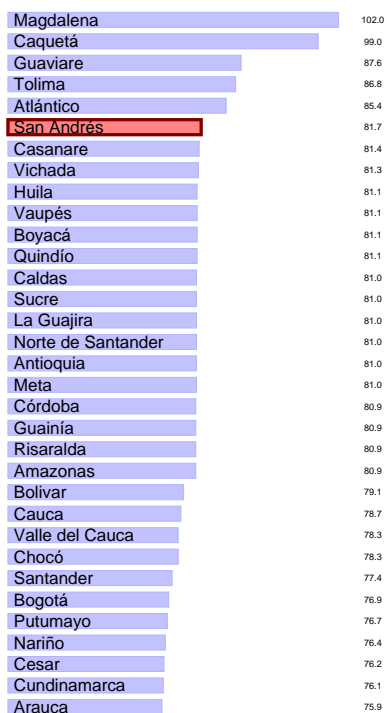 Magdalena 102.0
Caquetá 99.0
Guaviare 87.6
Tolima 86.8
Atlántico 85.4
San Andrés 81.7
Casanare 81.4
Vichada 81.3
Huila 81.1
Vaupés 81.1
Boyacá 81.1
Quindío 81.1
Caldas 81.0
Sucre 81.0
La Guajira 81.0
Norte de Santander 81.0
Antioquia 81.0
Meta 81.0
Córdoba 80.9
Guainía 80.9
Risaralda 80.9
Amazonas 80.9
Bolivar 79.1
Cauca 78.7
Valle del Cauca 78.3
Chocó 78.3
Santander 77.4
Bogotá 76.9
Putumayo 76.7
Nariño 76.4
Cesar 76.2
Cundinamarca 76.1
Arauca 75.9